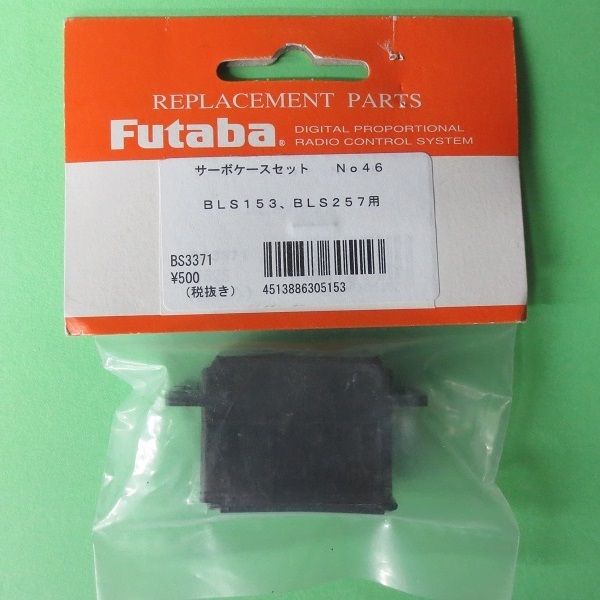 REPLACEMENT PARTS
Futaba®
DIGITAL PROPORTIONAL
RADIO CONTROL SYSTEM
サーボケースセット　Ｎｏ４６
ＢＬＳ１５３、ＢＬＳ２５７用
BS3371
¥500
(税抜き)
4513886305153